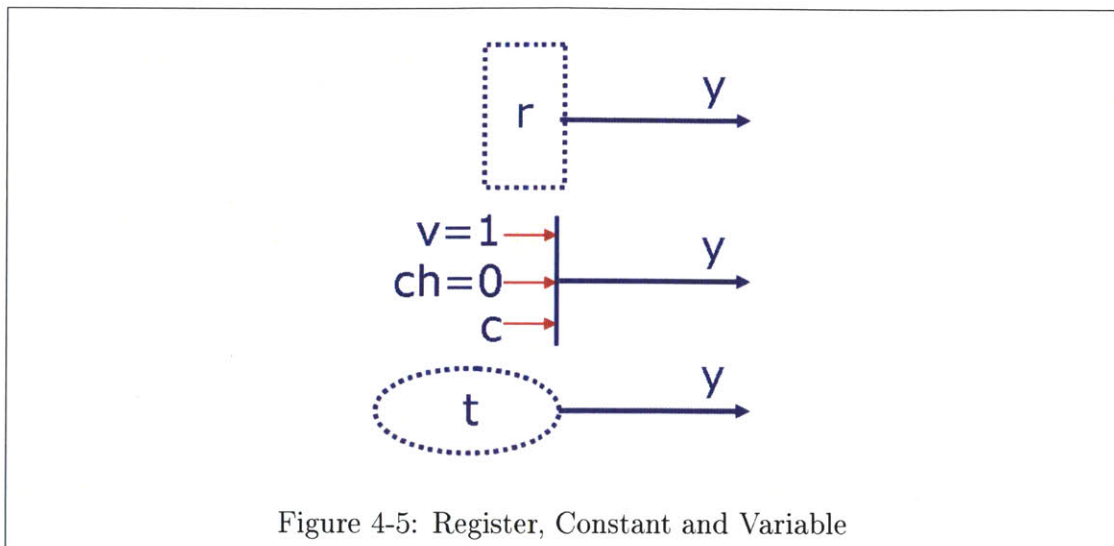 y
r
v=1
y
ch=0
c
y
t
Figure 4-5: Register, Constant and Variable